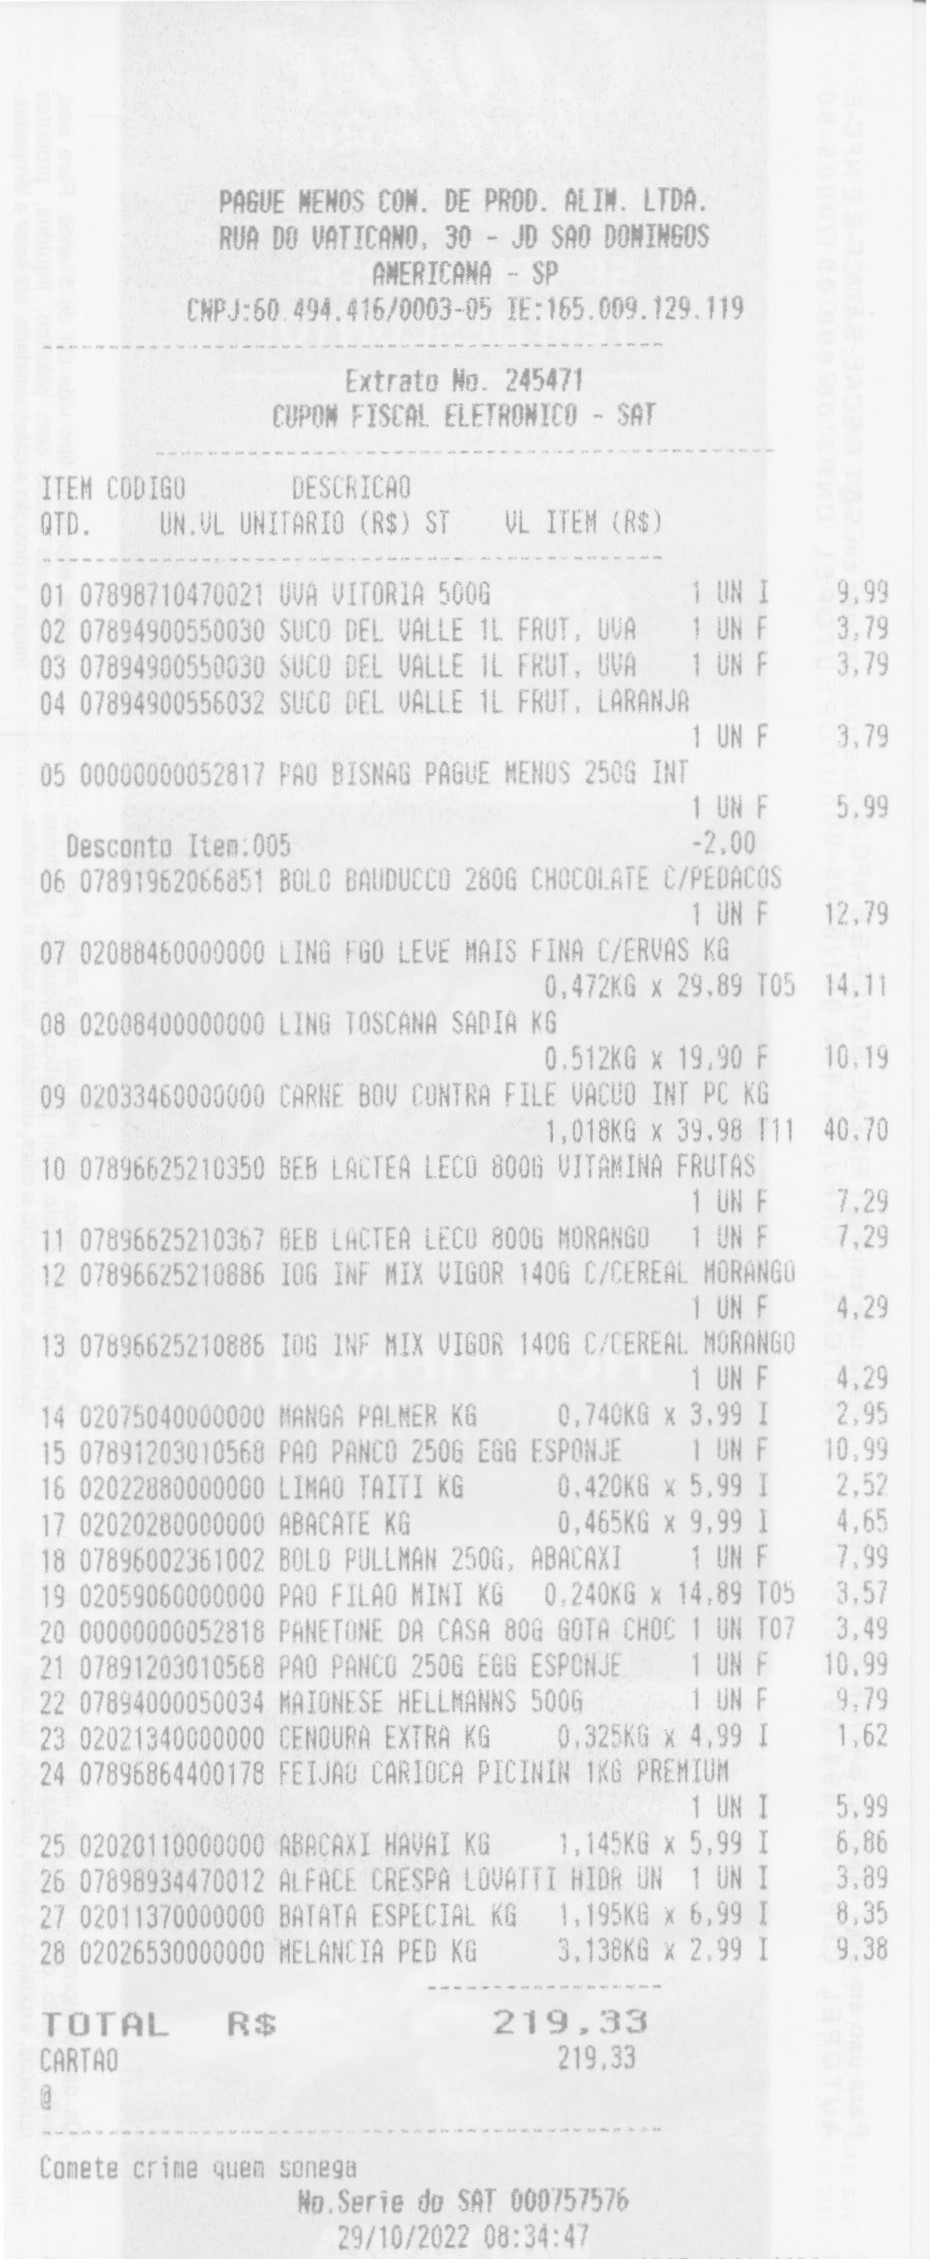 PAGUE MENOS COM. DE PROD. ALIM. LTDA.
RUA DO VATICANO, 30 - JD SAO DOMINGOS
AMERICANA - SP
CNPJ:60.494.416/0003-05 IE:165.009.129.119
Extrato No. 245471
CUPOM FISCAL ELETRONICO - SAT
ITEM CODIGO DESCRICAO
QTD. UN.VL UNITARIO (R$) ST VL ITEM (R$)
01 07898710470021 UVA VITORIA 500G 1 UN I 9,99
02 07894900550030 SUCO DEL VALLE 1L FRUT. UVA 1 UN F 3,79
03 07894900550030 SUCO DEL VALLE 1L FRUT. UVA 1 UN F 3,79
04 07894900556032 SUCO DEL VALLE 1L FRUT. LARANJA
1 UN F 3,79
05 00000000052817 PAO BISNAG PAGUE MENOS 250G INT
1 UN F 5,99
Desconto Item:005 -2,00
06 07891962066851 BOLO BAUDUCCO 280G CHOCOLATE C/PEDACOS
1 UN F 12,79
07 02088460000000 LING FGO LEVE MAIS FINA C/ERVAS KG
0,472KG x 29,89 T05 14,11
08 02008400000000 LING TOSCANA SADIA KG
0,512KG x 19,90 F 10,19
09 02033460000000 CARNE BOV CONTRA FILE VACUO INT PC KG
1,018KG x 39,98 T11 40,70
10 07896625210350 BEB LACTEA LECO 800G VITAMINA FRUTAS
1 UN F 7,29
11 07896625210367 BEB LACTEA LECO 800G MORANGO 1 UN F 7,29
12 07896625210886 IOG INF MIX VIGOR 140G C/CEREAL MORANGO
1 UN F 4,29
13 07896625210886 IOG INF MIX VIGOR 140G C/CEREAL MORANGO
1 UN F 4,29
14 02075040000000 MANGA PALMER KG 0,740KG x 3,99 I 2,95
15 07891203010568 PAO PANCO 250G EGG ESPONJE 1 UN F 10,99
16 02022880000000 LIMAO TAITI KG 0,420KG x 5,99 I 2,52
17 02020280000000 ABACATE KG 0,465KG x 9,99 I 4,65
18 07896002361002 BOLO PULLMAN 250G, ABACAXI 1 UN F 7,99
19 02059060000000 PAO FILAO MINI KG 0,240KG x 14,89 T05 3,57
20 00000000052818 PANETONE DA CASA 80G GOTA CHOC 1 UN T07 3,49
21 07891203010568 PAO PANCO 250G EGG ESPONJE 1 UN F 10,99
22 07894000050034 MAIONESE HELLMANNS 500G 1 UN F 9,79
23 02021340000000 CENOURA EXTRA KG 0,325KG x 4,99 I 1,62
24 07896864400178 FEIJAO CARIOCA PICININ 1KG PREMIUM
1 UN I 5,99
25 02020110000000 ABACAXI HAVAI KG 1,145KG x 5,99 I 6,86
26 07898934470012 ALFACE CRESPA LOVATTI HIDR UN 1 UN I 3,89
27 02011370000000 BATATA ESPECIAL KG 1,195KG x 6,99 I 8,35
28 02026530000000 MELANCIA PED KG 3,138KG x 2,99 I 9,38
TOTAL R$ 219,33
CARTAO 219,33
@
Comete crime quem sonega
No.Serie do SAT 000757576
29/10/2022 08:34:47